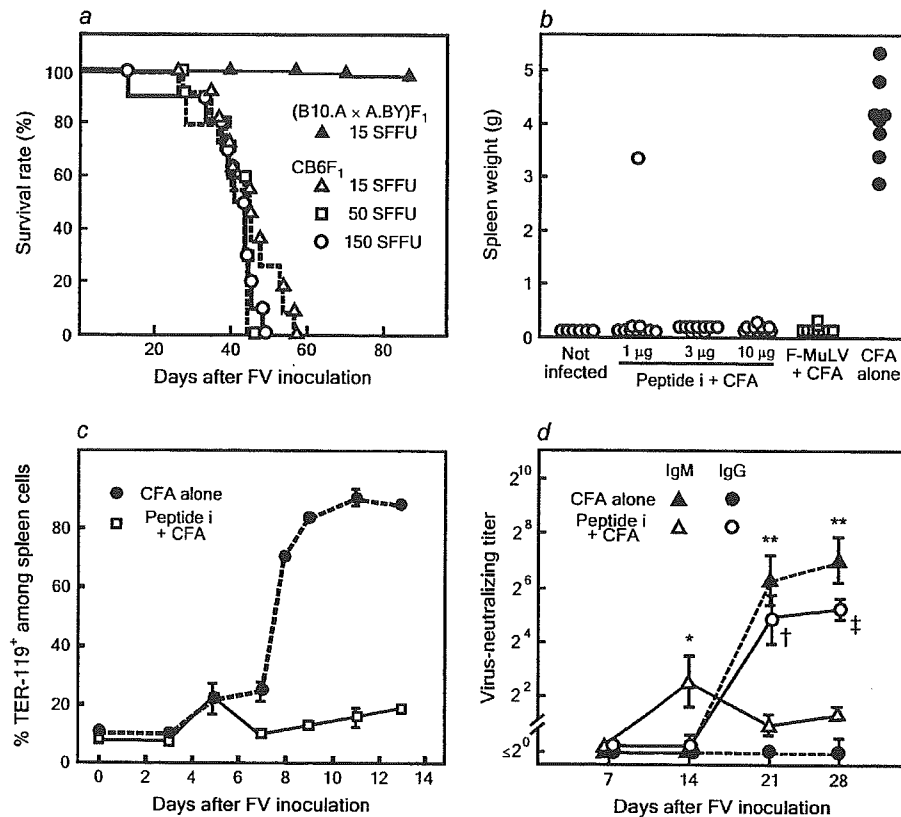 a
Survival rate (%)
100
80
60
40
20
0
20
40
60
80
Days after FV inoculation
(B10.A × A.BY)F1
15 SFFU
CB6F1
15 SFFU
50 SFFU
150 SFFU
b
Spleen weight (g)
5
4
3
2
1
0
Not infected
1 µg
3 µg
10 µg
Peptide i + CFA
F-MuLV + CFA
CFA alone
c
% TER-119+ among spleen cells
80
60
40
20
0
0
2
4
6
8
10
12
14
Days after FV inoculation
CFA alone
Peptide i + CFA
d
Virus-neutralizing titer
2^10
2^8
2^6
2^4
2^2
≤2^0
7
14
21
28
Days after FV inoculation
IgM IgG
CFA alone
Peptide i + CFA
*
**
**
†
‡